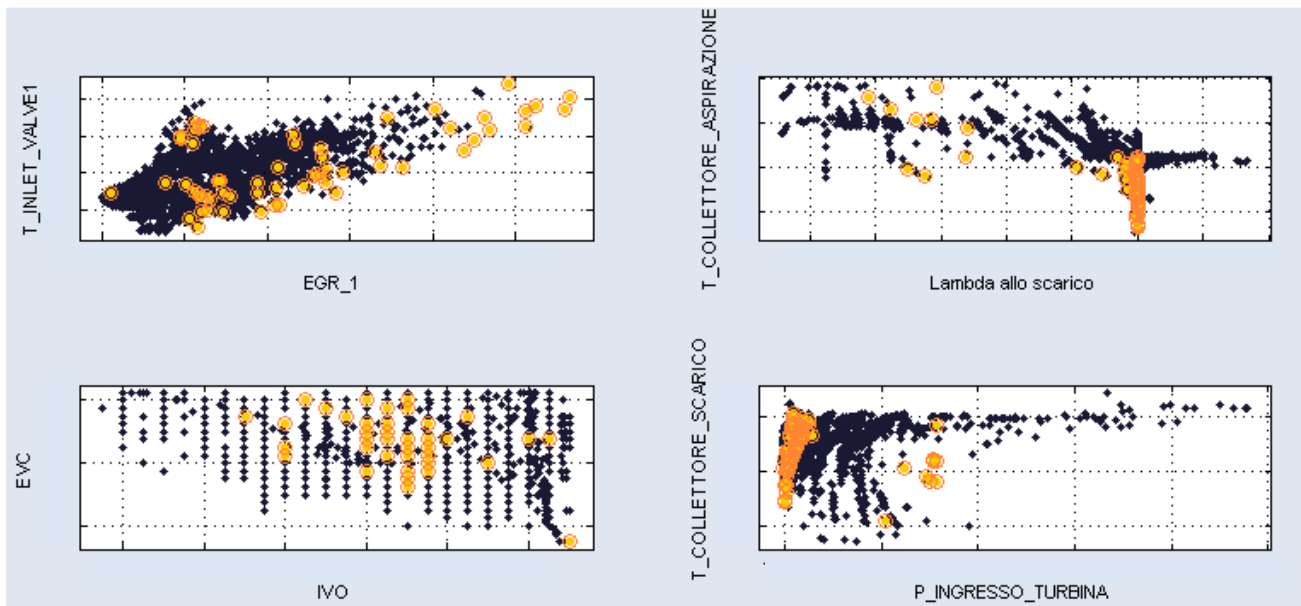 T_INLET_VALVE1
EGR_1
T_COLLETTORE_ASPIRAZIONE
Lambda allo scarico
EVC
IVO
T_COLLETTORE_SCARICO
P_INGRESSO_TURBINA